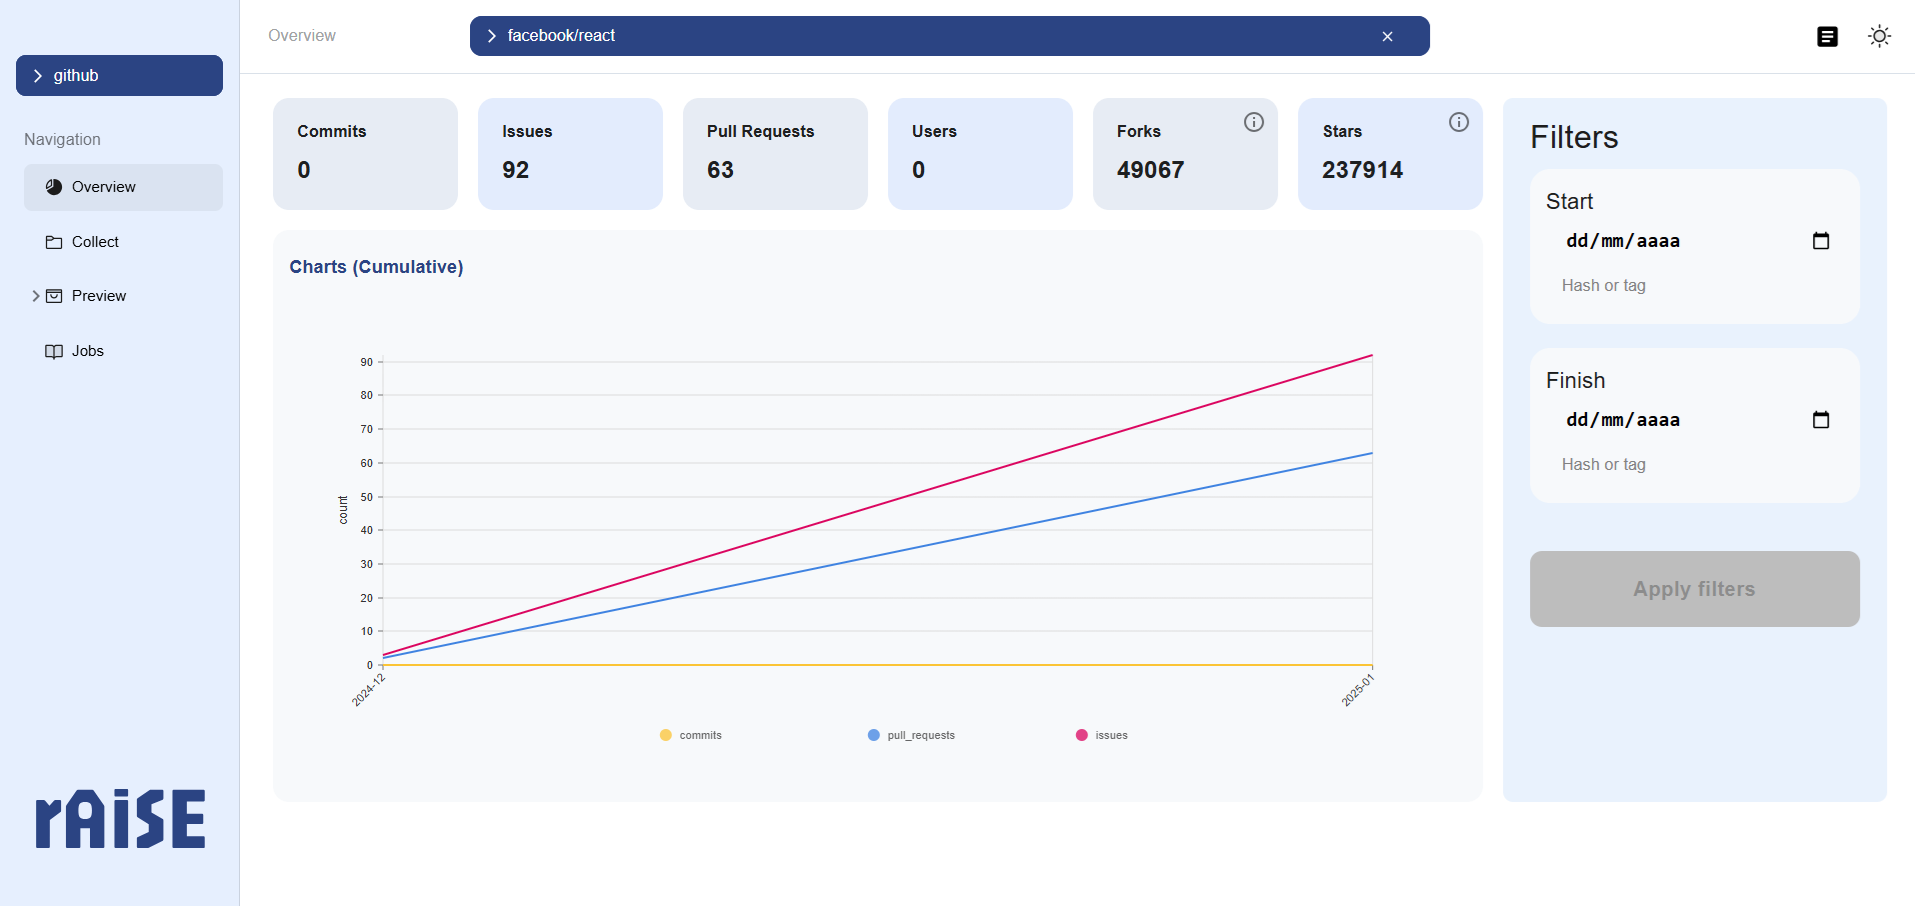 github
Navigation
Overview
Collect
Preview
Jobs
rAiSE
Overview
facebook/react
Commits
0
Issues
92
Pull Requests
63
Users
0
Forks
49067
Stars
237914
Charts (Cumulative)
90
80
70
60
50
40
30
20
10
0
count
2024-12
2025-01
commits
pull_requests
issues
Filters
Start
dd/mm/aaaa
Hash or tag
Finish
dd/mm/aaaa
Hash or tag
Apply filters